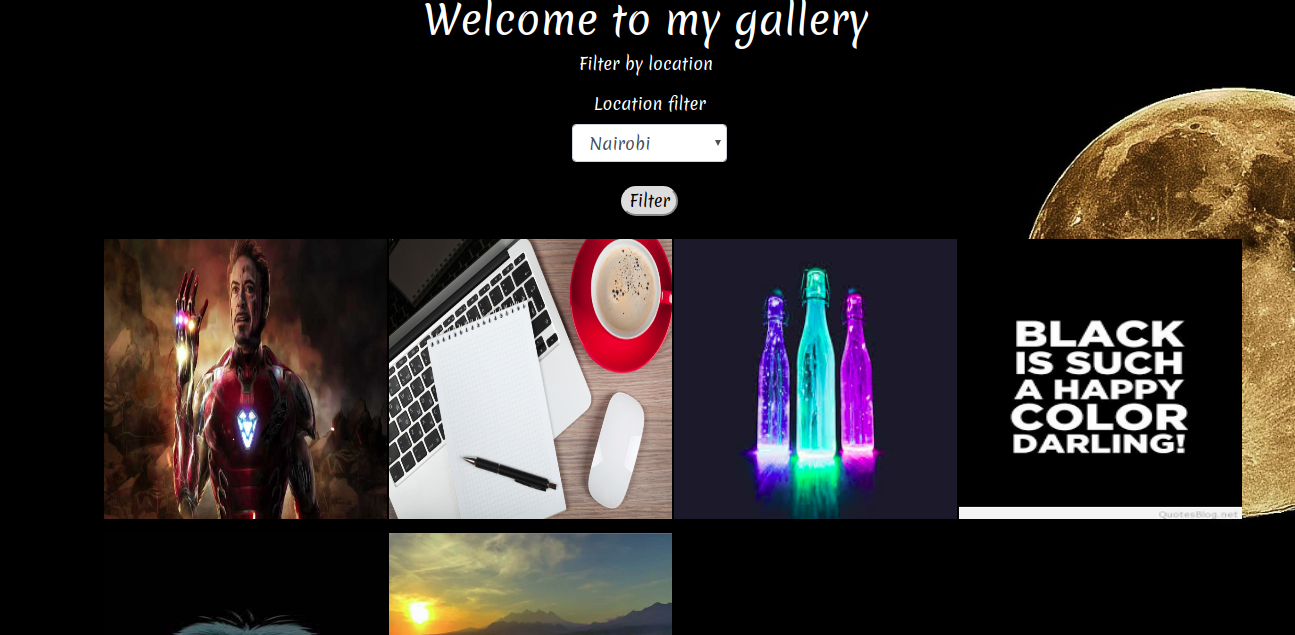 Welcome to my gallery
Filter by location
Location filter
Nairobi
Filter
BLACK
IS SUCH
A HAPPY
COLOR
DARLING!
QuotesBlog.net